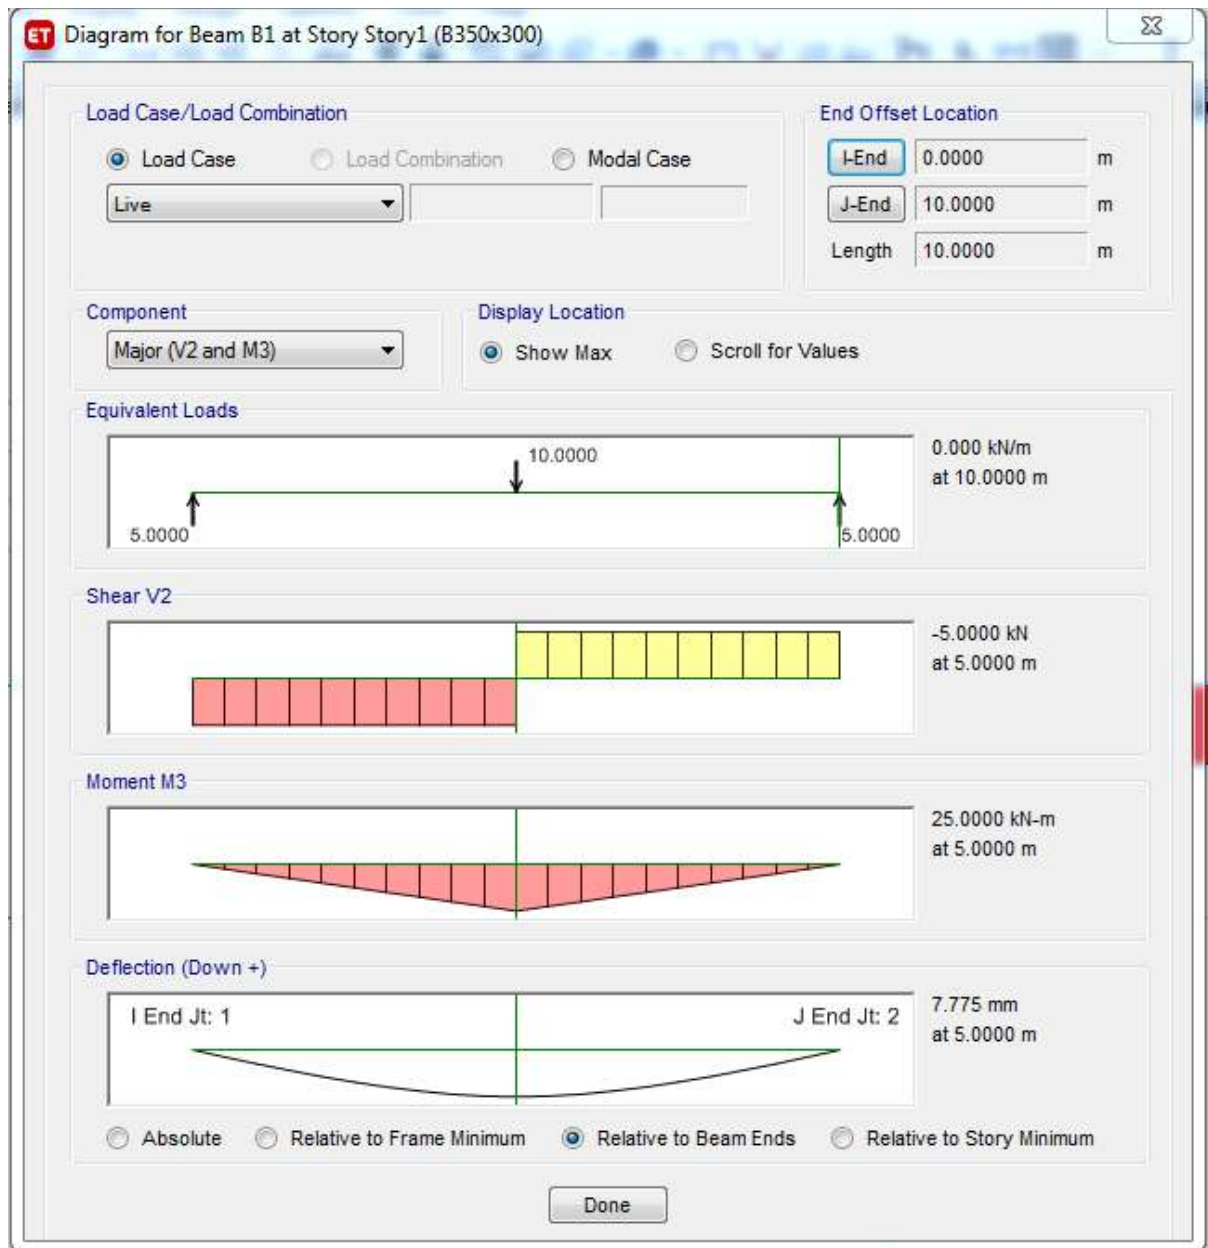 ET Diagram for Beam B1 at Story Story1 (B350x300)
Load Case/Load Combination
Load Case Load Combination Modal Case
Live
End Offset Location
I-End 0.0000 m
J-End 10.0000 m
Length 10.0000 m
Component
Major (V2 and M3)
Display Location
Show Max Scroll for Values
Equivalent Loads
10.0000
5.0000 5.0000
0.000 kN/m
at 10.0000 m
Shear V2
-5.0000 kN
at 5.0000 m
Moment M3
25.0000 kN-m
at 5.0000 m
Deflection (Down +)
I End Jt: 1 J End Jt: 2
7.775 mm
at 5.0000 m
Absolute Relative to Frame Minimum Relative to Beam Ends Relative to Story Minimum
Done